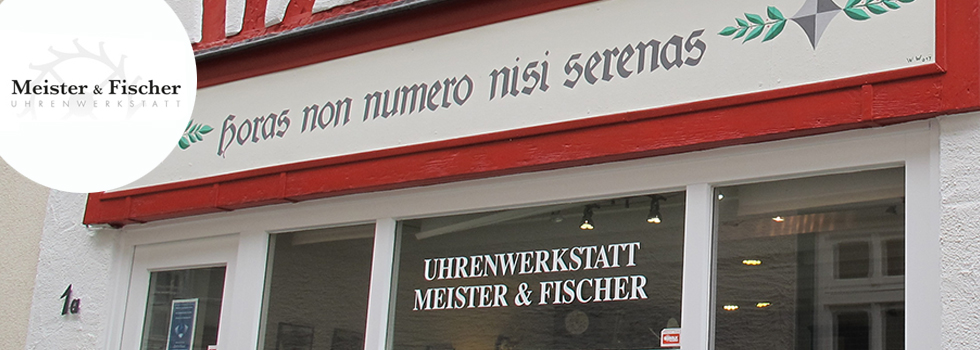 Meister & Fischer
UHRENWERKSTATT
horas non numero nisi serenas
UHRENWERKSTATT
MEISTER & FISCHER
1a